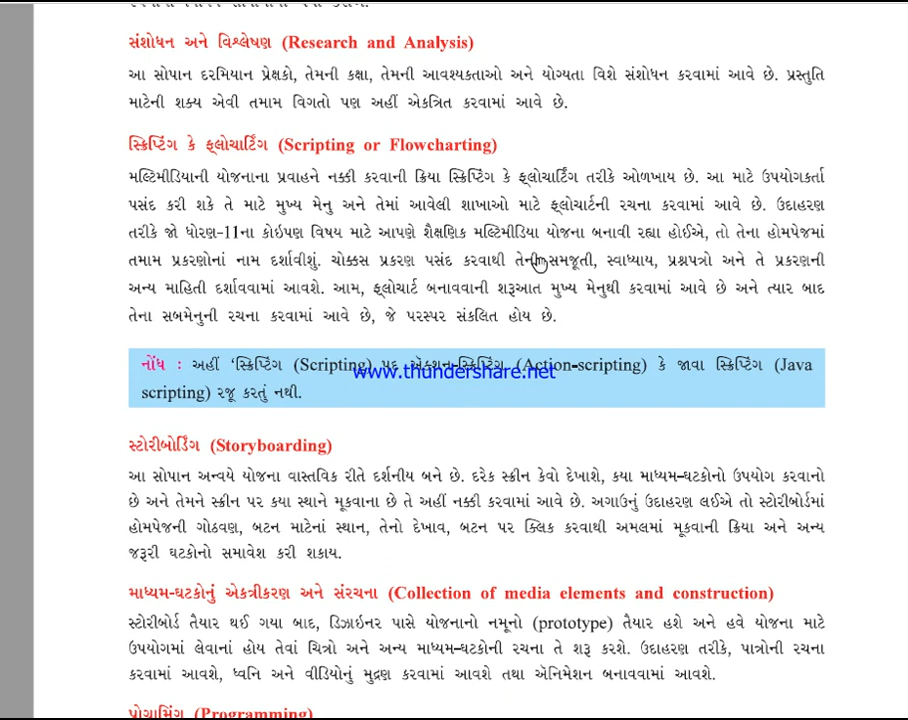 સંશોધન અને વિશ્લેષણ (Research and Analysis)
આ સોપાન દરમિયાન પ્રેક્ષકો, તેમની કક્ષા, તેમની આવશ્યકતાઓ અને યોગ્યતા વિશે સંશોધન કરવામાં આવે છે. પ્રસ્તુતિ
માટેની શક્ય એવી તમામ વિગતો પણ અહીં એકત્રિત કરવામાં આવે છે.
સ્ક્રિપ્ટિંગ કે ફ્લોચાર્ટિંગ (Scripting or Flowcharting)
મલ્ટિમીડિયાની યોજનાના પ્રવાહને નક્કી કરવાની ક્રિયા સ્ક્રિપ્ટિંગ કે ફ્લોચાર્ટિંગ તરીકે ઓળખાય છે. આ માટે ઉપયોગકર્તા
પસંદ કરી શકે તે માટે મુખ્ય મેનુ અને તેમાં આવેલી શાખાઓ માટે ફ્લોચાર્ટની રચના કરવામાં આવે છે. ઉદાહરણ
તરીકે જો ધોરણ-11ના કોઇપણ વિષય માટે આપણે શૈક્ષણિક મલ્ટિમીડિયા યોજના બનાવી રહ્યા હોઈએ, તો તેના હોમપેજમાં
તમામ પ્રકરણોનાં નામ દર્શાવીશું. ચોક્કસ પ્રકરણ પસંદ કરવાથી તેની સમજૂતી, સ્વાધ્યાય, પ્રશ્નપત્રો અને તે પ્રકરણની
અન્ય માહિતી દર્શાવવામાં આવશે. આમ, ફ્લોચાર્ટ બનાવવાની શરૂઆત મુખ્ય મેનુથી કરવામાં આવે છે અને ત્યાર બાદ
તેના સબમેનુની રચના કરવામાં આવે છે, જે પરસ્પર સંકલિત હોય છે.
નોંધ : અહીં ‘સ્ક્રિપ્ટિંગ (Scripting) પદ ઍક્શન-સ્ક્રિપ્ટિંગ (Action-scripting) કે જાવા સ્ક્રિપ્ટિંગ (Java
www.thundershare.net
scripting) રજૂ કરતું નથી.
સ્ટોરીબોર્ડિંગ (Storyboarding)
આ સોપાન અન્વયે યોજના વાસ્તવિક રીતે દર્શનીય બને છે. દરેક સ્ક્રીન કેવો દેખાશે, કયા માધ્યમ-ઘટકોનો ઉપયોગ કરવાનો
છે અને તેમને સ્ક્રીન પર કયા સ્થાને મૂકવાના છે તે અહીં નક્કી કરવામાં આવે છે. અગાઉનું ઉદાહરણ લઈએ તો સ્ટોરીબોર્ડમાં
હોમપેજની ગોઠવણ, બટન માટેનાં સ્થાન, તેનો દેખાવ, બટન પર ક્લિક કરવાથી અમલમાં મૂકવાની ક્રિયા અને અન્ય
જરૂરી ઘટકોનો સમાવેશ કરી શકાય.
માધ્યમ-ઘટકોનું એકત્રીકરણ અને સંરચના (Collection of media elements and construction)
સ્ટોરીબોર્ડ તૈયાર થઈ ગયા બાદ, ડિઝાઇનર પાસે યોજનાનો નમૂનો (prototype) તૈયાર હશે અને હવે યોજના માટે
ઉપયોગમાં લેવાનાં હોય તેવાં ચિત્રો અને અન્ય માધ્યમ-ઘટકોની રચના તે શરૂ કરશે. ઉદાહરણ તરીકે, પાત્રોની રચના
કરવામાં આવશે, ધ્વનિ અને વીડિયોનું મુદ્રણ કરવામાં આવશે તથા ઍનિમેશન બનાવવામાં આવશે.
પ્રોગ્રામિંગ (Programming)